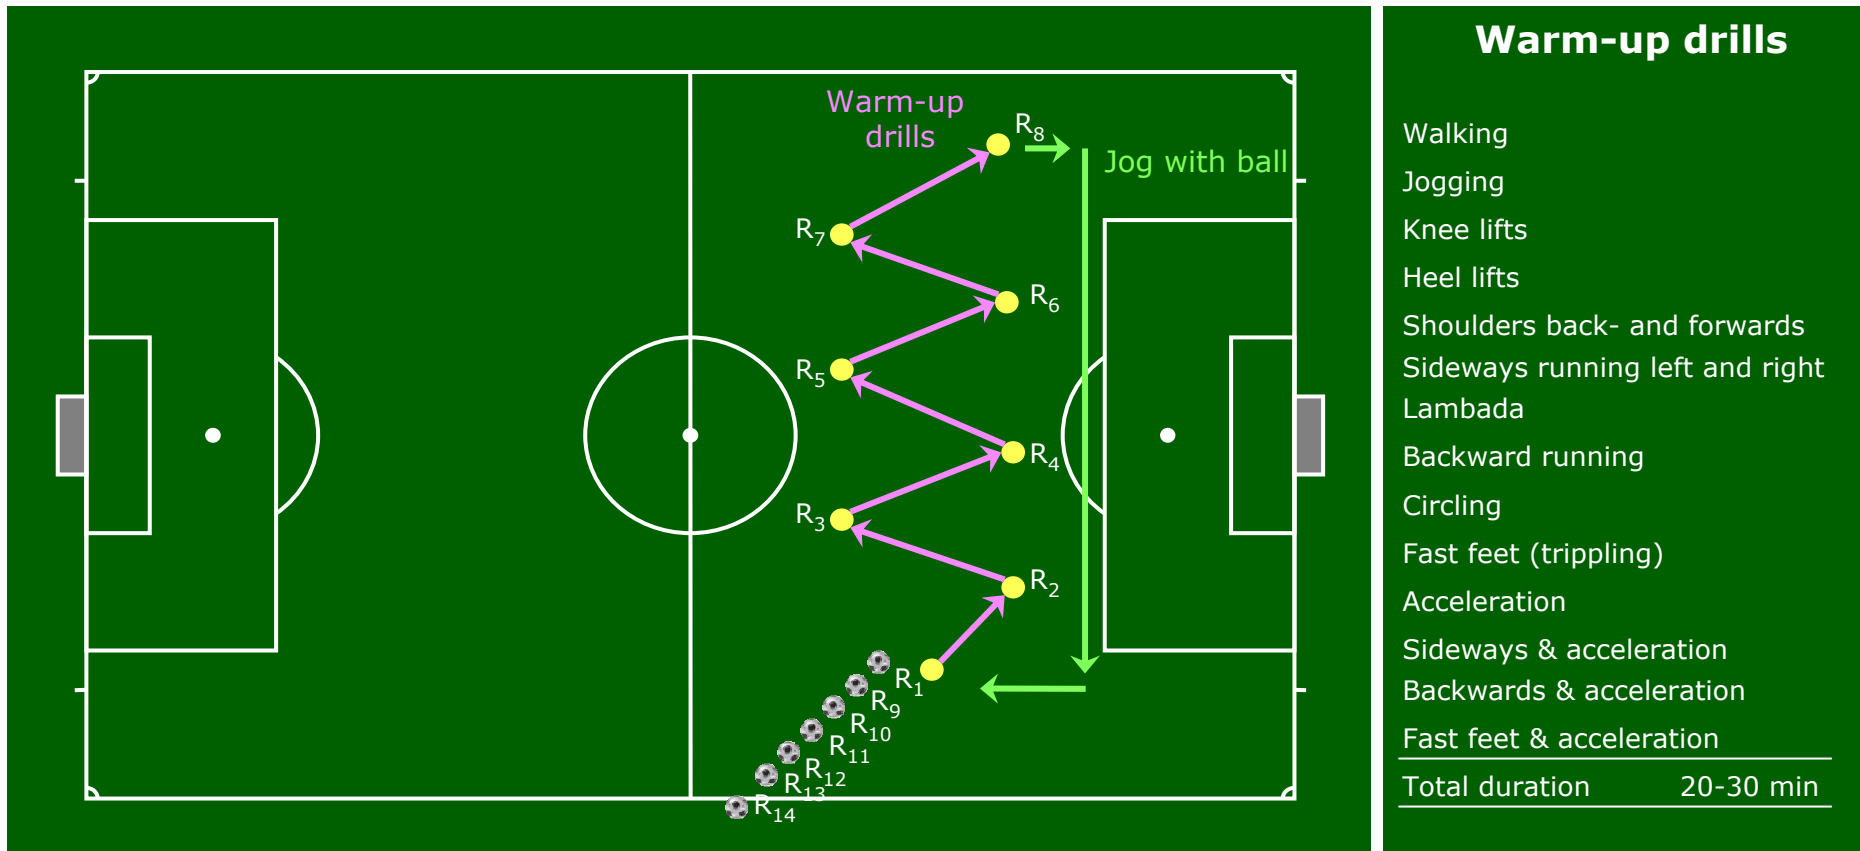 Warm-up
drills
Jog with ball
R8
R7
R6
R5
R4
R3
R2
R1
R9
R10
R11
R12
R13
R14
Warm-up drills
Walking
Jogging
Knee lifts
Heel lifts
Shoulders back- and forwards
Sideways running left and right
Lambada
Backward running
Circling
Fast feet (trippling)
Acceleration
Sideways & acceleration
Backwards & acceleration
Fast feet & acceleration
Total duration 20-30 min